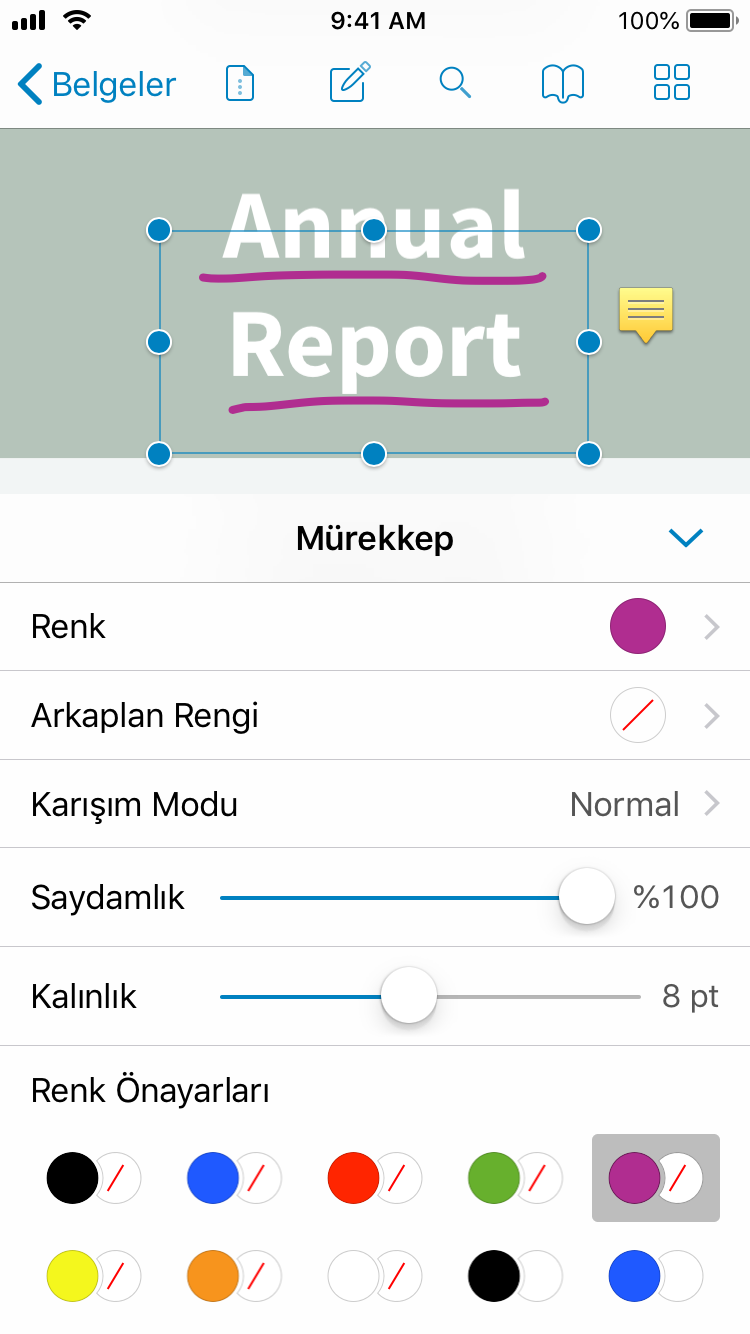 9:41 AM 100%
Belgeler
Annual
Report
Mürekkep
Renk
Arkaplan Rengi
Karışım Modu Normal
Saydamlık %100
Kalınlık 8 pt
Renk Önayarları